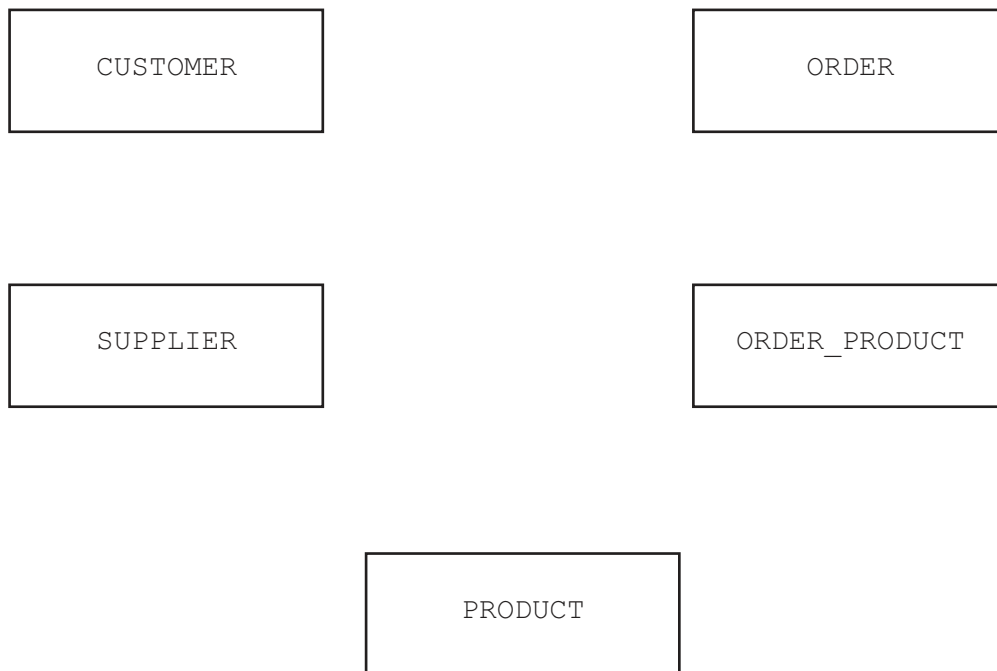 CUSTOMER
ORDER
SUPPLIER
ORDER_PRODUCT
PRODUCT